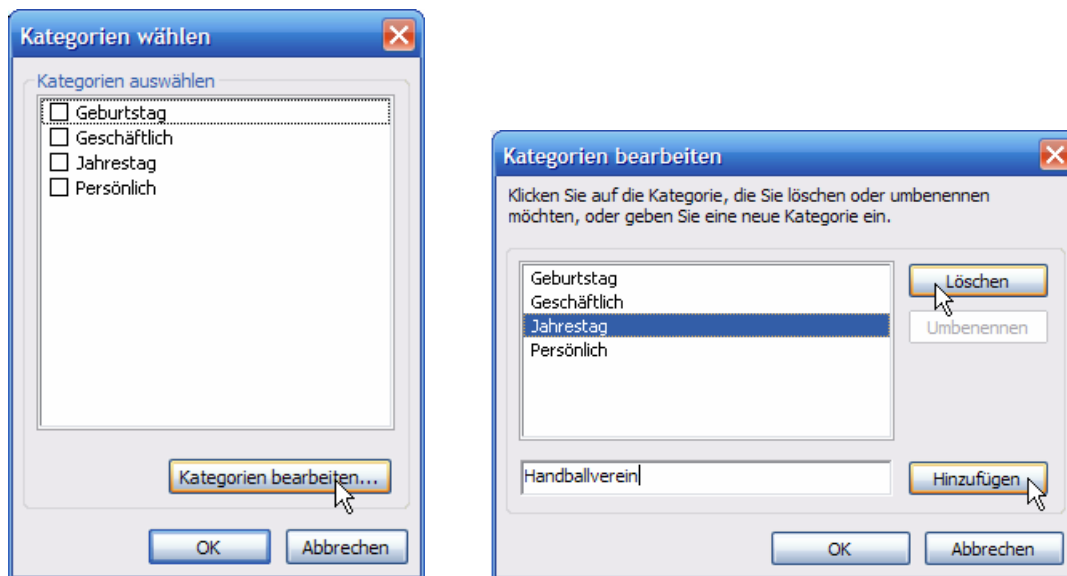 Kategorien wählen
Kategorien auswählen
Geburtstag
Geschäftlich
Jahrestag
Persönlich
Kategorien bearbeiten...
OK
Abbrechen
Kategorien bearbeiten
Klicken Sie auf die Kategorie, die Sie löschen oder umbenennen
möchten, oder geben Sie eine neue Kategorie ein.
Geburtstag
Geschäftlich
Jahrestag
Persönlich
Löschen
Umbenennen
Handballverein
Hinzufügen
OK
Abbrechen